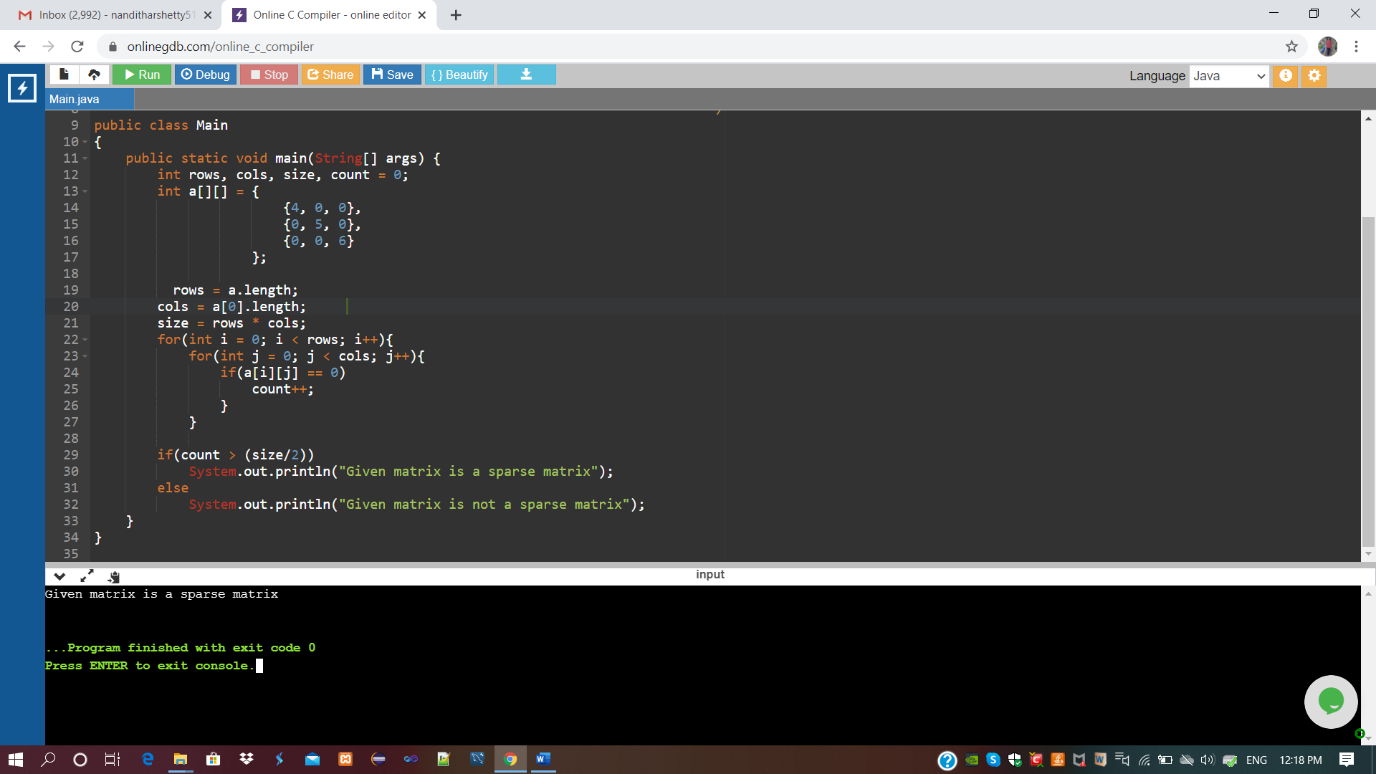 Inbox (2,992) - nanditharshetty51
Online C Compiler - online editor
onlinegdb.com/online_c_compiler
Run Debug Stop Share Save { } Beautify
Language Java
Main.java
9 public class Main
10 {
11 public static void main(String[] args) {
12 int rows, cols, size, count = 0;
13 int a[][] = {
14 {4, 0, 0},
15 {0, 5, 0},
16 {0, 0, 6}
17 };
18
19 rows = a.length;
20 cols = a[0].length;
21 size = rows * cols;
22 for(int i = 0; i < rows; i++){
23 for(int j = 0; j < cols; j++){
24 if(a[i][j] == 0)
25 count++;
26 }
27 }
28
29 if(count > (size/2))
30 System.out.println("Given matrix is a sparse matrix");
31 else
32 System.out.println("Given matrix is not a sparse matrix");
33 }
34 }
35
input
Given matrix is a sparse matrix
...Program finished with exit code 0
Press ENTER to exit console.
ENG 12:18 PM